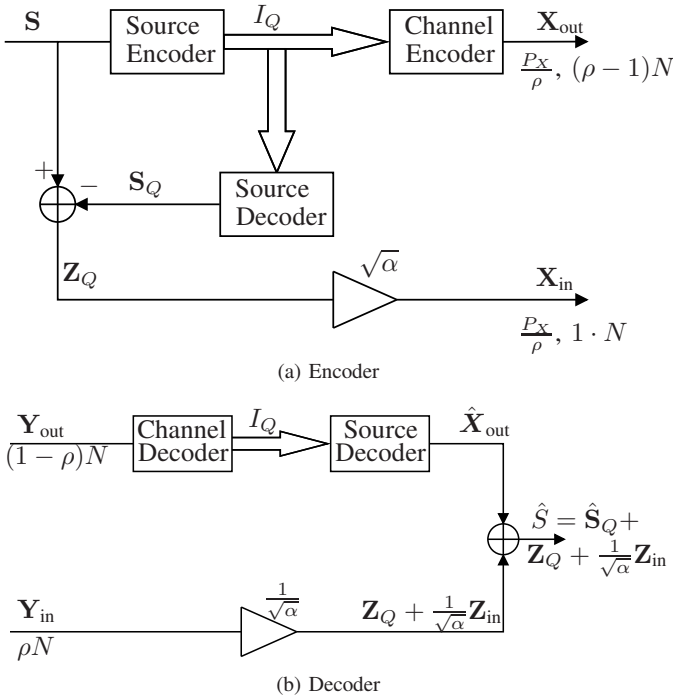 S
Source Encoder
I_Q
Channel Encoder
X_out
P_X/ρ, (ρ − 1)N
+
−
S_Q
Source Decoder
Z_Q
√α
X_in
P_X/ρ, 1 · N
(a) Encoder
Y_out
(1 − ρ)N
Channel Decoder
I_Q
Source Decoder
X̂_out
Ŝ = Ŝ_Q+
Z_Q + 1/√α Z_in
Y_in
ρN
1/√α
Z_Q + 1/√α Z_in
(b) Decoder